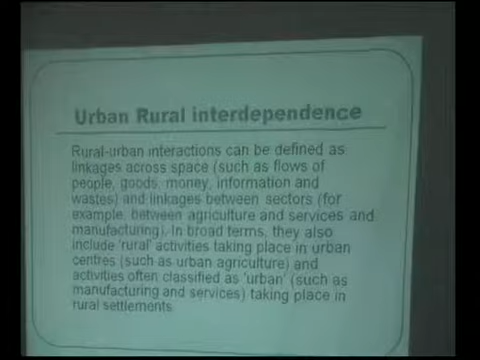 Urban Rural interdependence
Rural-urban interactions can be defined as
linkages across space (such as flows of
people, goods, money, information and
wastes) and linkages between sectors (for
example, between agriculture and services and
manufacturing). In broad terms, they also
include 'rural' activities taking place in urban
centres (such as urban agriculture) and
activities often classified as 'urban' (such as
manufacturing and services) taking place in
rural settlements